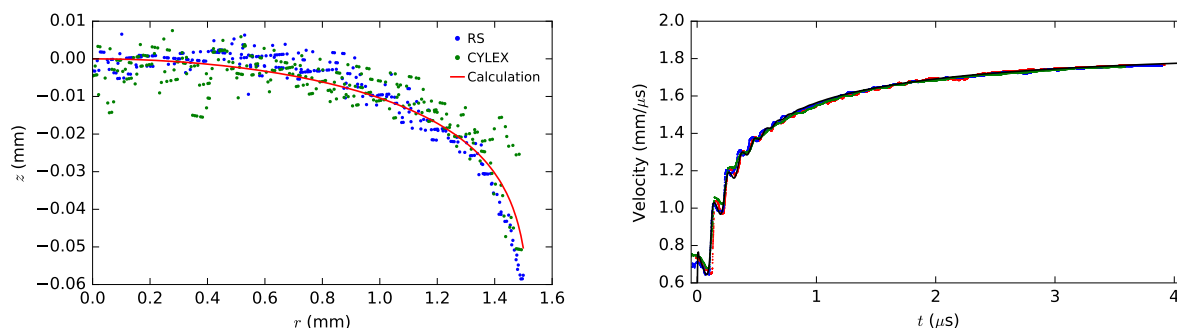 0.01
0.00
−0.01
−0.02
−0.03
−0.04
−0.05
−0.06
z (mm)
0.0 0.2 0.4 0.6 0.8 1.0 1.2 1.4 1.6
r (mm)
RS
CYLEX
Calculation
2.0
1.8
1.6
1.4
1.2
1.0
0.8
0.6
Velocity (mm/μs)
0 1 2 3 4
t (μs)